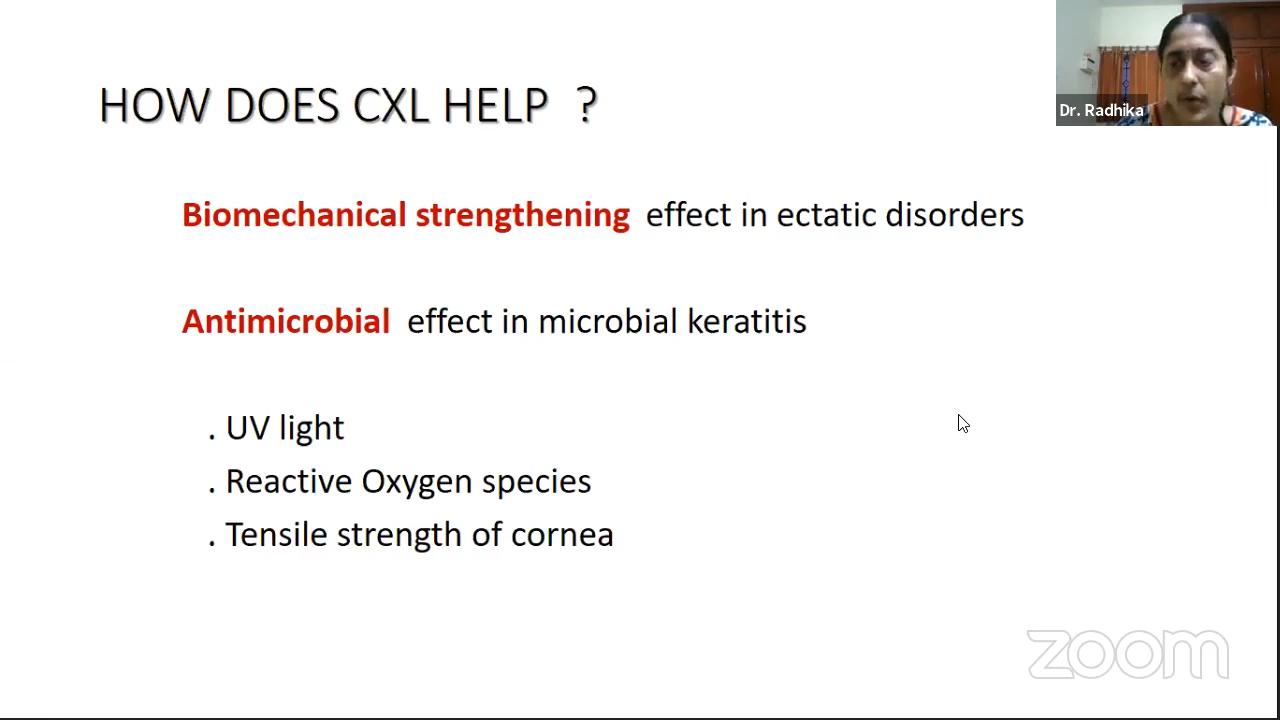 HOW DOES CXL HELP ?
Dr. Radhika
Biomechanical strengthening effect in ectatic disorders
Antimicrobial effect in microbial keratitis
. UV light
. Reactive Oxygen species
. Tensile strength of cornea
zoom